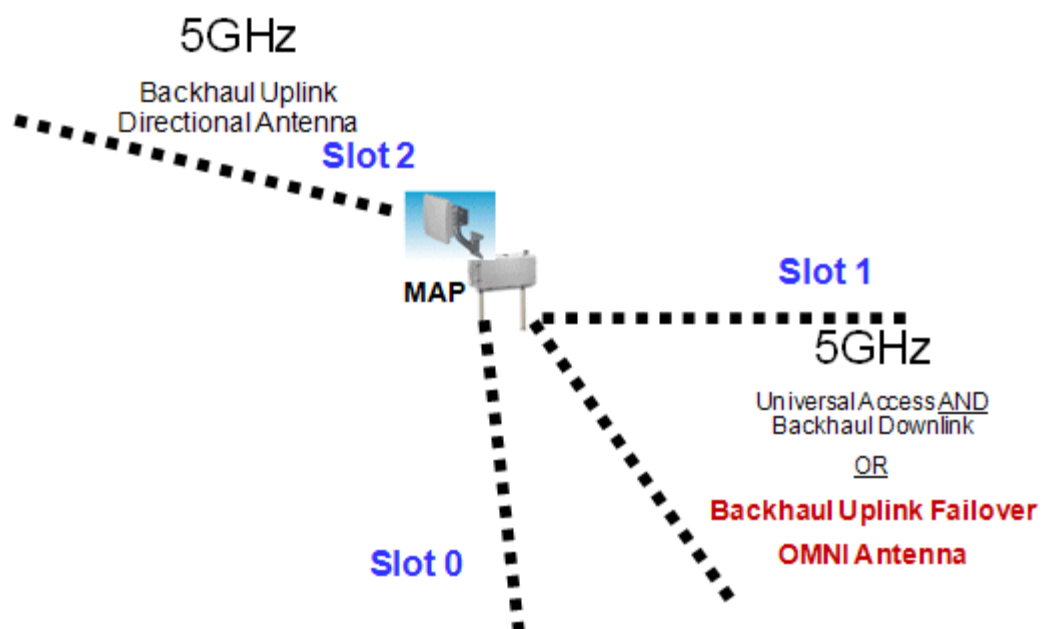 5GHz
Backhaul Uplink
Directional Antenna
Slot 2
MAP
Slot 1
5GHz
Universal Access AND
Backhaul Downlink
OR
Backhaul Uplink Failover
OMNI Antenna
Slot 0